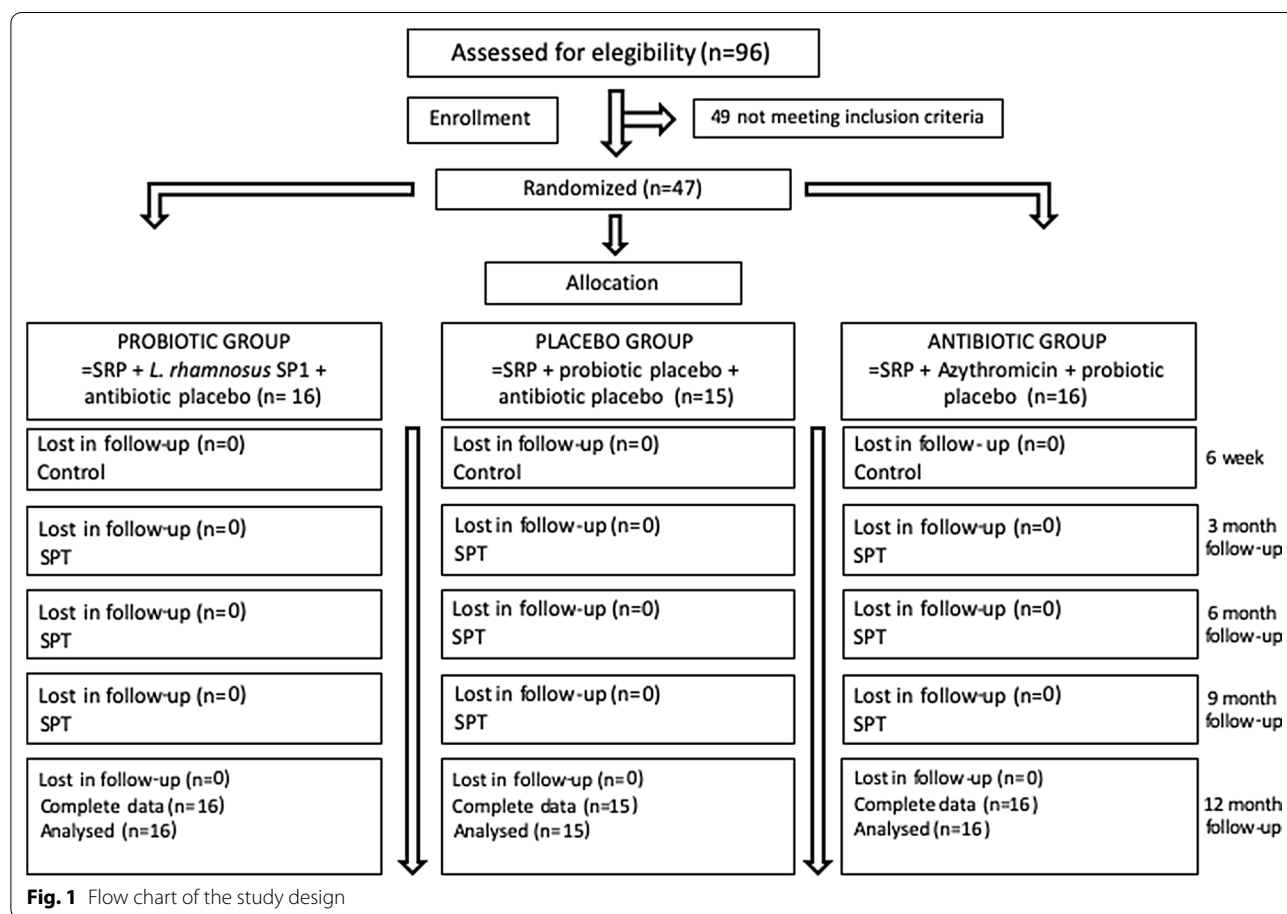 Assessed for elegibility (n=96)
Enrollment
49 not meeting inclusion criteria
Randomized (n=47)
Allocation
PROBIOTIC GROUP
=SRP + L. rhamnosus SP1 +
antibiotic placebo (n= 16)
PLACEBO GROUP
=SRP + probiotic placebo +
antibiotic placebo (n=15)
ANTIBIOTIC GROUP
=SRP + Azythromicin + probiotic
placebo (n=16)
Lost in follow-up (n=0)
Control
Lost in follow-up (n=0)
Control
Lost in follow- up (n=0)
Control
6 week
Lost in follow-up (n=0)
SPT
Lost in follow-up (n=0)
SPT
Lost in follow-up (n=0)
SPT
3 month
follow-up
Lost in follow-up (n=0)
SPT
Lost in follow-up (n=0)
SPT
Lost in follow-up (n=0)
SPT
6 month
follow-up
Lost in follow-up (n=0)
SPT
Lost in follow-up (n=0)
SPT
Lost in follow-up (n=0)
SPT
9 month
follow-up
Lost in follow-up (n=0)
Complete data (n=16)
Analysed (n=16)
Lost in follow-up (n=0)
Complete data (n=15)
Analysed (n=15)
Lost in follow-up (n=0)
Complete data (n=16)
Analysed (n=16)
12 month
follow-up
Fig. 1 Flow chart of the study design